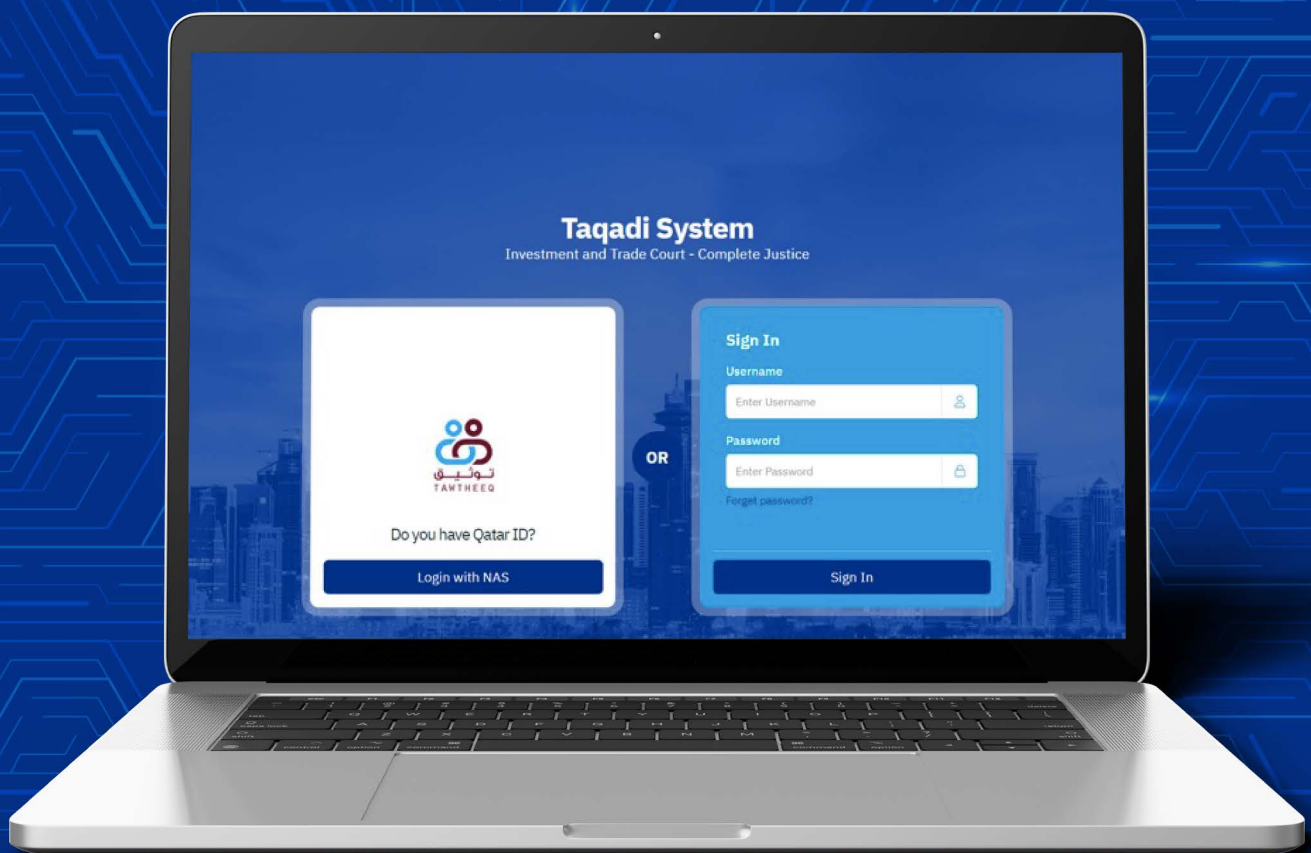 Taqadi System
Investment and Trade Court - Complete Justice
توثيق
TAWTHEEQ
Do you have Qatar ID?
Login with NAS
OR
Sign In
Username
Enter Username
Password
Enter Password
Forget password?
Sign In